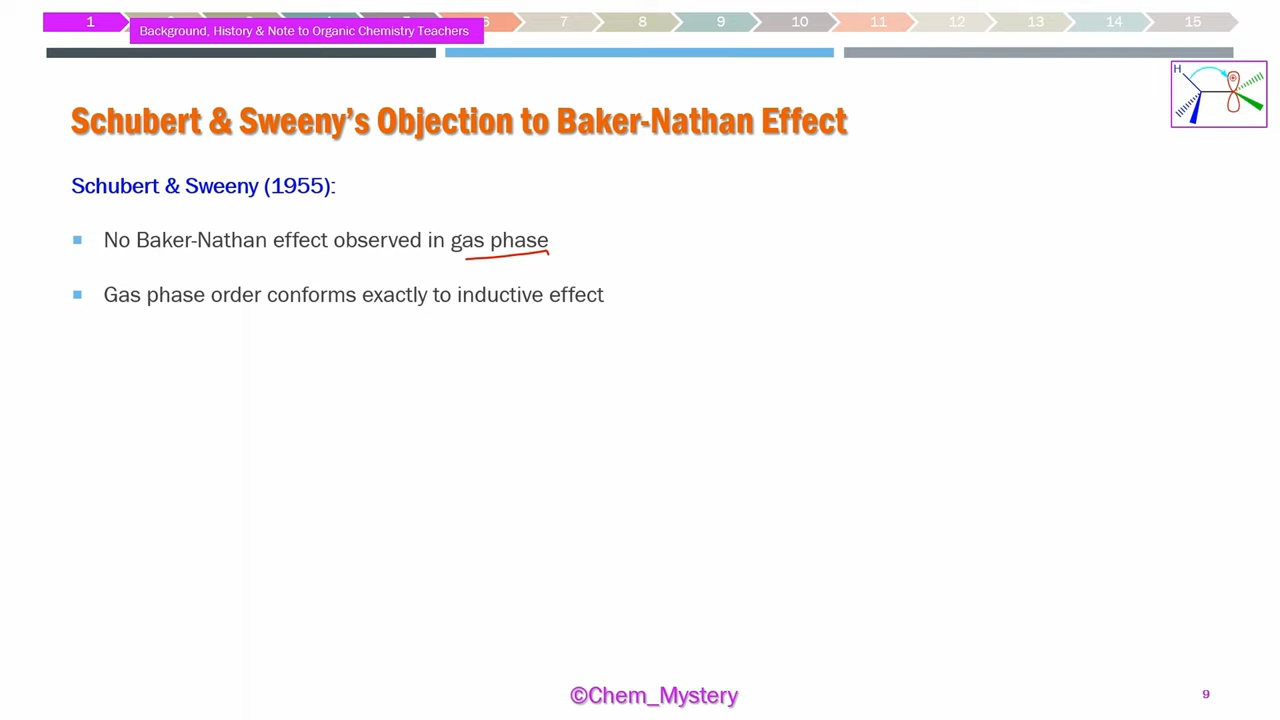 1 6 7 8 9 10 11 12 13 14 15
Background, History & Note to Organic Chemistry Teachers
H
Schubert & Sweeny's Objection to Baker-Nathan Effect
Schubert & Sweeny (1955):
No Baker-Nathan effect observed in gas phase
Gas phase order conforms exactly to inductive effect
©Chem_Mystery
9